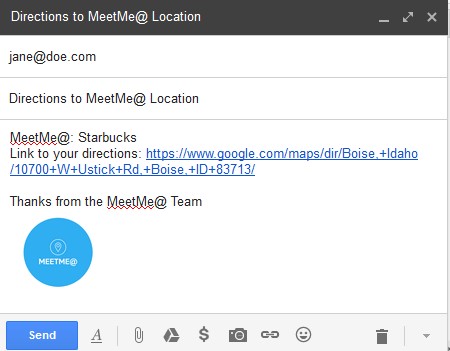 Directions to MeetMe@ Location
jane@doe.com
Directions to MeetMe@ Location
MeetMe@: Starbucks
Link to your directions: https://www.google.com/maps/dir/Boise,+Idaho
/10700+W+Ustick+Rd,+Boise,+ID+83713/
Thanks from the MeetMe@ Team
MEETME@
Send